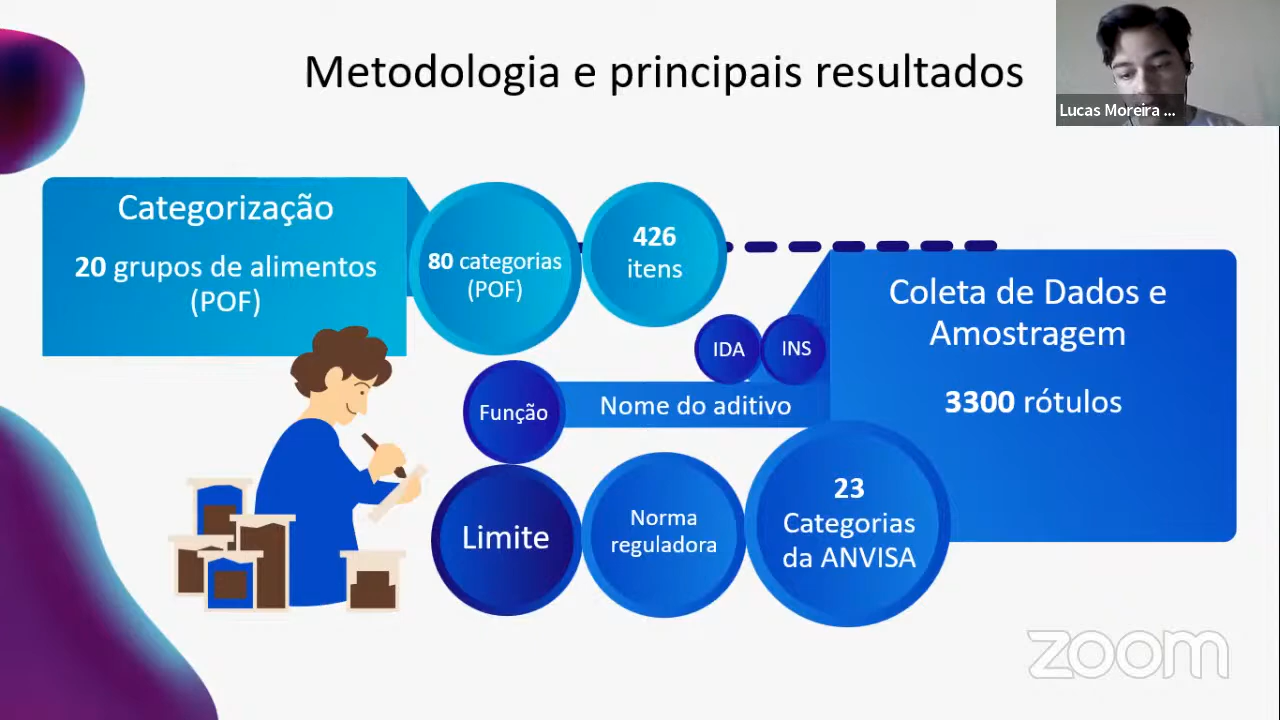 Metodologia e principais resultados
Lucas Moreira ...
Categorização
20 grupos de alimentos
(POF)
80 categorias
(POF)
426
itens
Coleta de Dados e
Amostragem
3300 rótulos
IDA
INS
Função
Nome do aditivo
Limite
Norma
reguladora
23
Categorias
da ANVISA
zoom